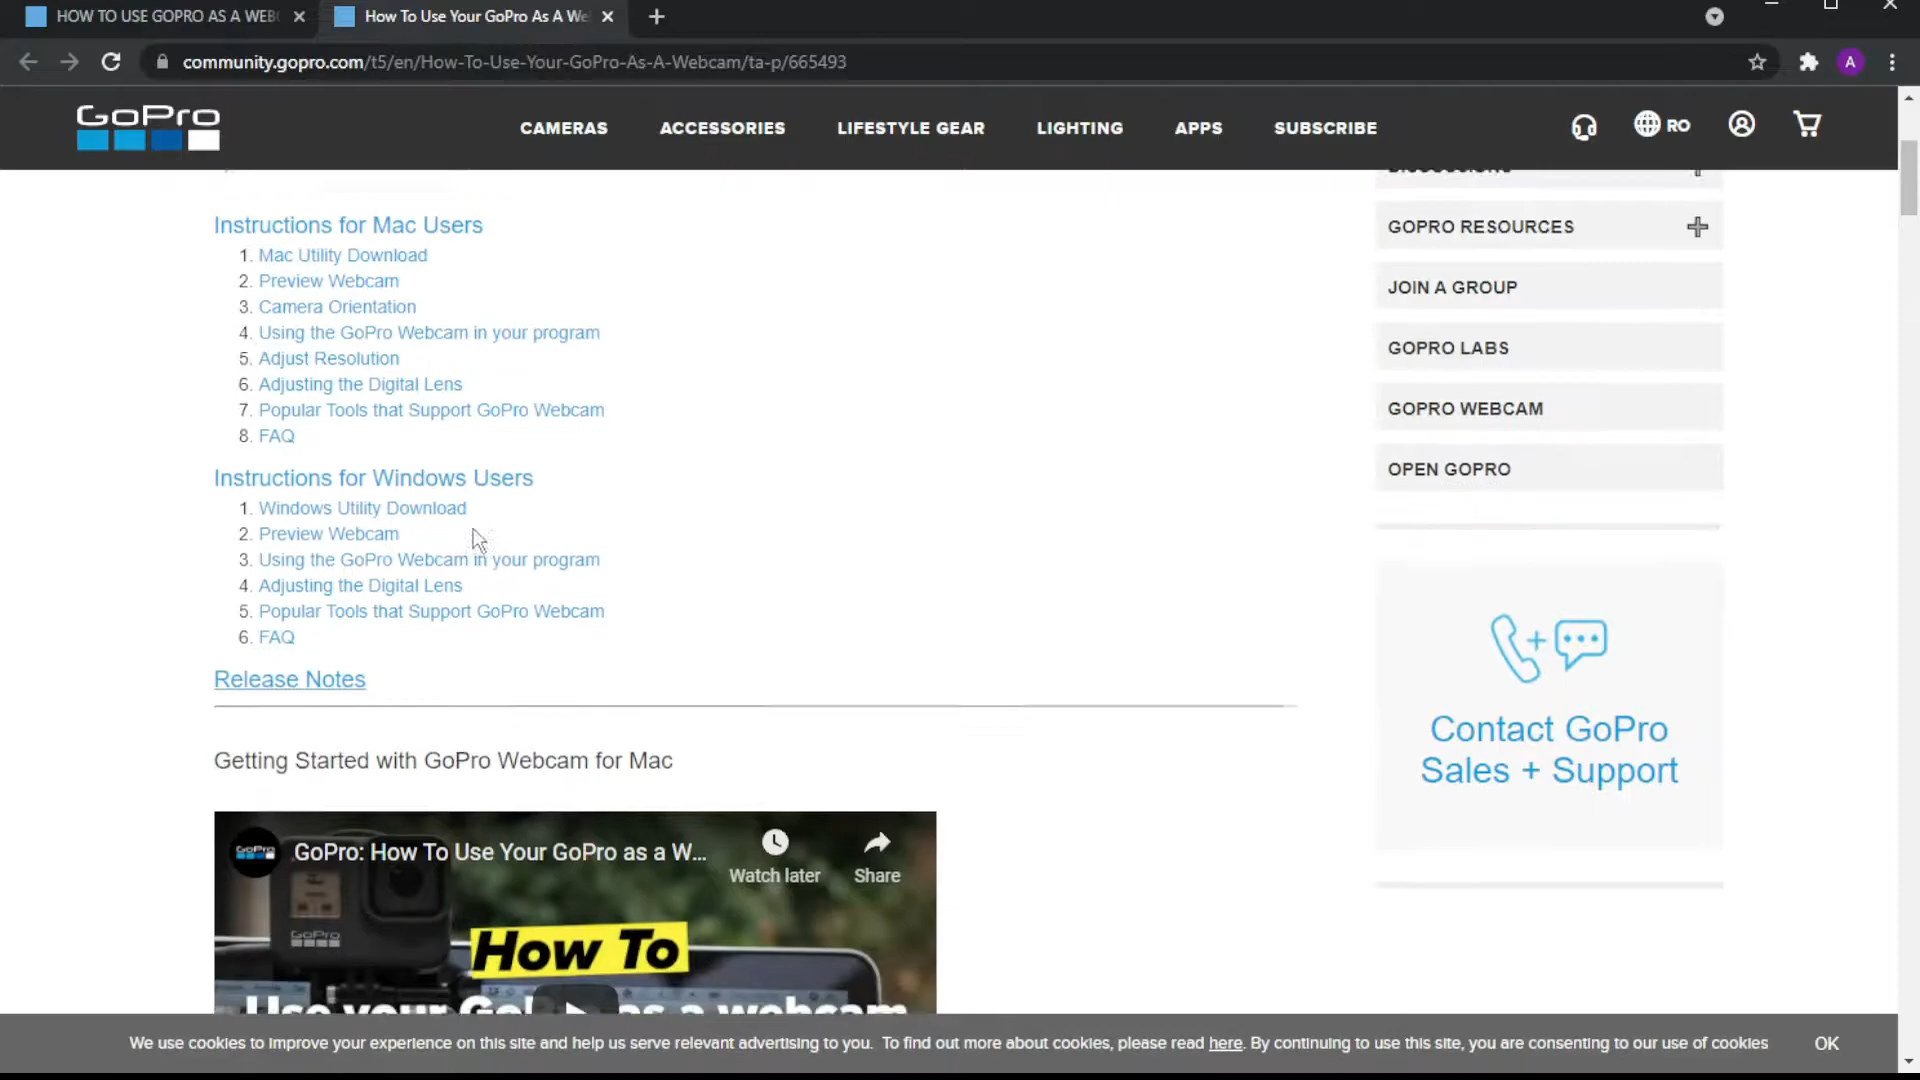 HOW TO USE GOPRO AS A WEB
How To Use Your GoPro As A We
community.gopro.com/t5/en/How-To-Use-Your-GoPro-As-A-Webcam/ta-p/665493
A
GoPro
CAMERAS
ACCESSORIES
LIFESTYLE GEAR
LIGHTING
APPS
SUBSCRIBE
RO
Instructions for Mac Users
1. Mac Utility Download
2. Preview Webcam
3. Camera Orientation
4. Using the GoPro Webcam in your program
5. Adjust Resolution
6. Adjusting the Digital Lens
7. Popular Tools that Support GoPro Webcam
8. FAQ
Instructions for Windows Users
1. Windows Utility Download
2. Preview Webcam
3. Using the GoPro Webcam in your program
4. Adjusting the Digital Lens
5. Popular Tools that Support GoPro Webcam
6. FAQ
Release Notes
Getting Started with GoPro Webcam for Mac
GoPro
GoPro: How To Use Your GoPro as a W...
Watch later
Share
GoPro
How To
Use your GoP as a webcam
DISCUSSIONS
GOPRO RESOURCES
JOIN A GROUP
GOPRO LABS
GOPRO WEBCAM
OPEN GOPRO
Contact GoPro
Sales + Support
We use cookies to improve your experience on this site and help us serve relevant advertising to you. To find out more about cookies, please read here. By continuing to use this site, you are consenting to our use of cookies
OK